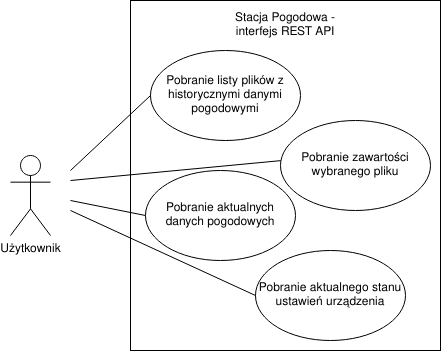 Stacja Pogodowa -
interfejs REST API
Pobranie listy plików z
historycznymi danymi
pogodowymi
Pobranie zawartości
wybranego pliku
Pobranie aktualnych
danych pogodowych
Użytkownik
Pobranie aktualnego stanu
ustawień urządzenia